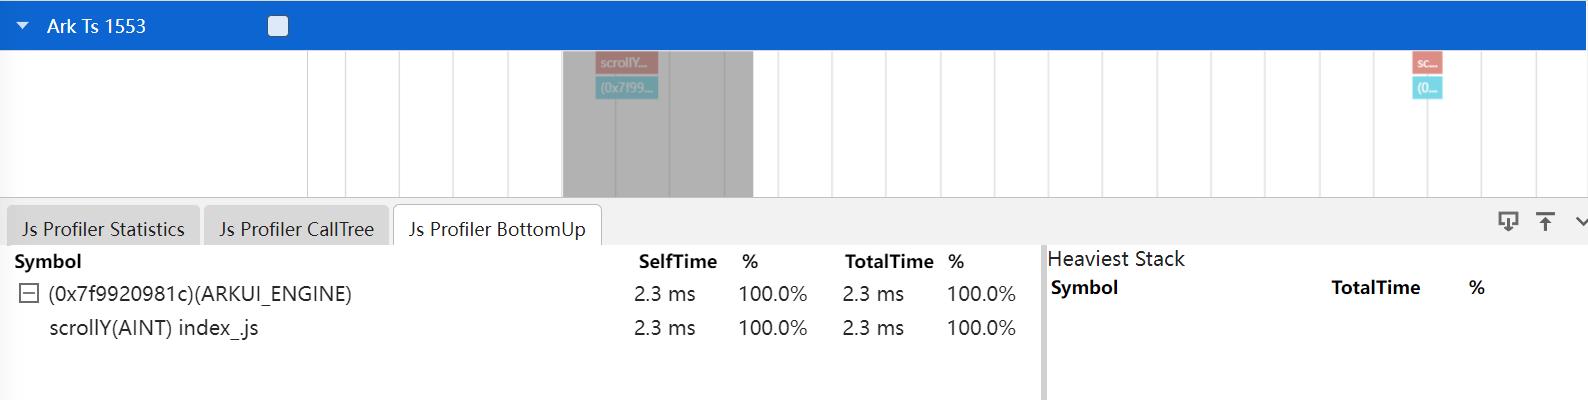 Ark Ts 1553
scrollY... sc...
(0x7f99... (0...
Js Profiler Statistics Js Profiler CallTree Js Profiler BottomUp
Symbol SelfTime % TotalTime % Heaviest Stack
(0x7f9920981c)(ARKUI_ENGINE) 2.3 ms 100.0% 2.3 ms 100.0% Symbol TotalTime %
scrollY(AINT) index_.js 2.3 ms 100.0% 2.3 ms 100.0%